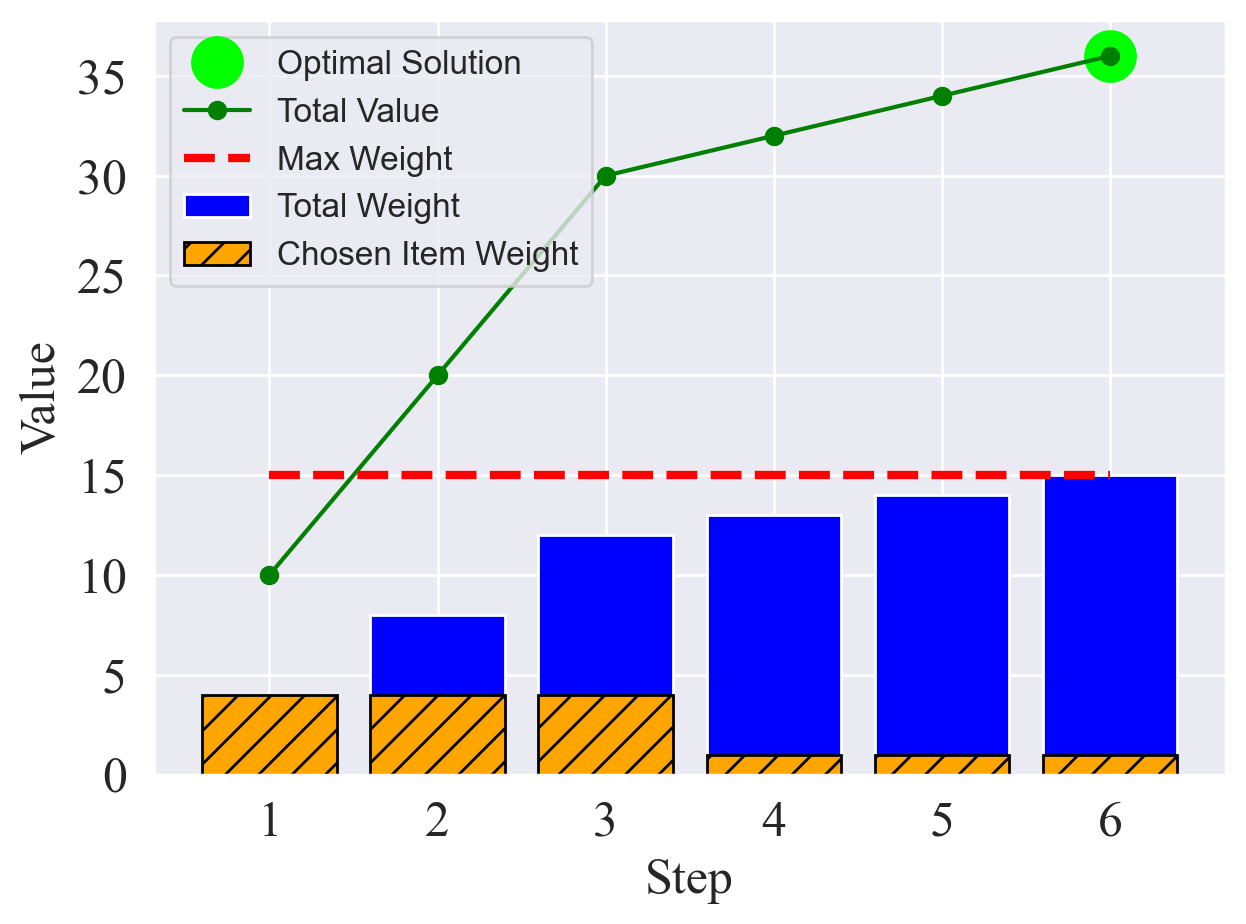 Optimal Solution
Total Value
Max Weight
Total Weight
Chosen Item Weight
Value
35
30
25
20
15
10
5
0
1 2 3 4 5 6
Step